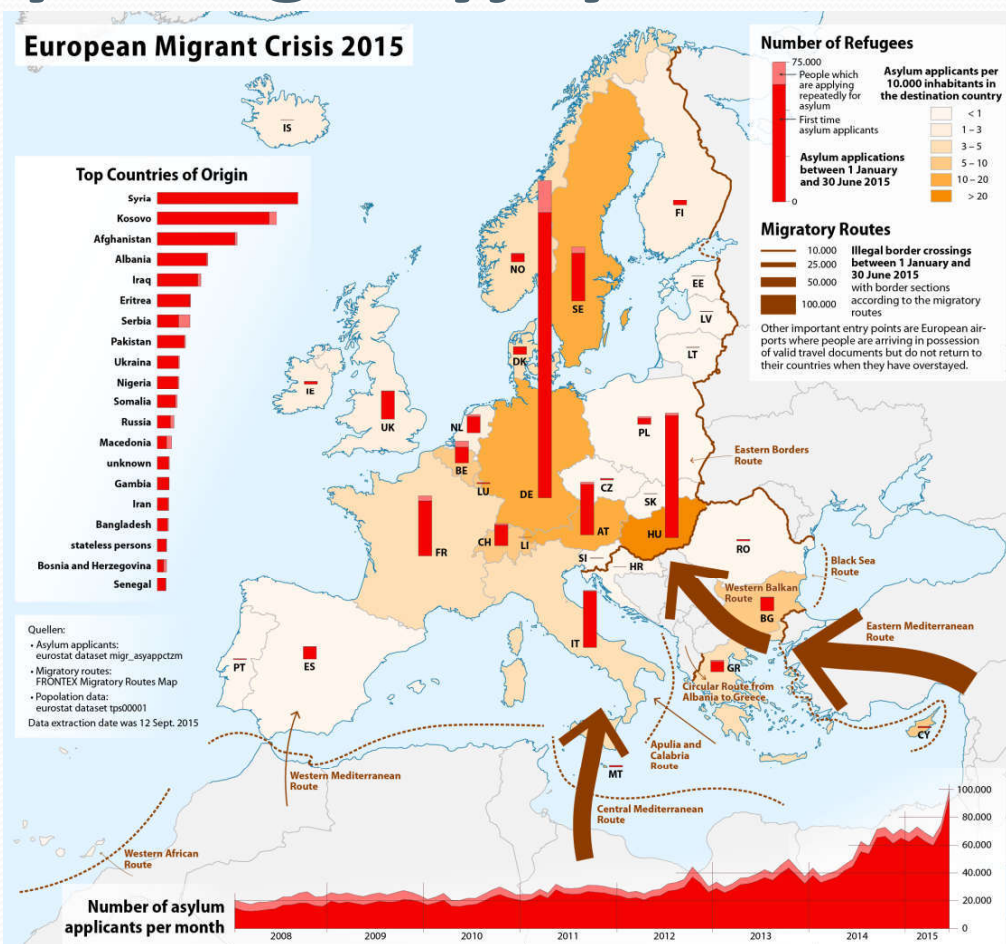 European Migrant Crisis 2015
Number of Refugees
75.000
People which
are applying
repeatedly for
asylum
First time
asylum applicants
Asylum applications
between 1 January
and 30 June 2015
0
Asylum applicants per
10.000 inhabitants in
the destination country
< 1
1 – 3
3 – 5
5 – 10
10 – 20
> 20
Migratory Routes
10.000
25.000
50.000
100.000
Illegal border crossings
between 1 January and
30 June 2015
with border sections
according to the migratory
routes
Other important entry points are European air-
ports where people are arriving in possession
of valid travel documents but do not return to
their countries when they have overstayed.
Top Countries of Origin
Syria
Kosovo
Afghanistan
Albania
Iraq
Eritrea
Serbia
Pakistan
Ukraina
Nigeria
Somalia
Russia
Macedonia
unknown
Gambia
Iran
Bangladesh
stateless persons
Bosnia and Herzegovina
Senegal
IS
FI
NO
SE
EE
LV
LT
DK
IE
UK
NL
PL
BE
LU
DE
CZ
SK
FR
CH
LI
AT
HU
SI
HR
RO
IT
BG
PT
ES
GR
CY
MT
Eastern Borders
Route
Black Sea
Route
Western Balkan
Route
Eastern Mediterranean
Route
Circular Route from
Albania to Greece.
Apulia and
Calabria
Route
Central Mediterranean
Route
Western Mediterranean
Route
Western African
Route
Quellen:
• Asylum applicants:
eurostat dataset migr_asyappctzm
• Migratory routes:
FRONTEX Migratory Routes Map
• Popolation data:
eurostat dataset tps00001
Data extraction date was 12 Sept. 2015
Number of asylum
applicants per month
100.000
80.000
60.000
40.000
20.000
0
2008
2009
2010
2011
2012
2013
2014
2015